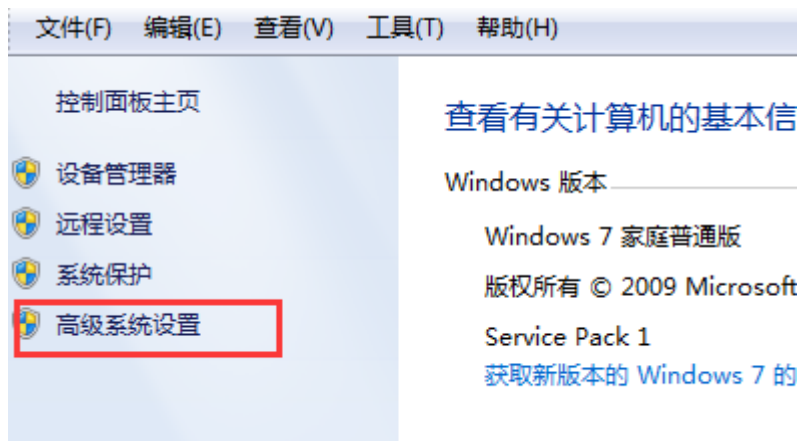 文件(F) 编辑(E) 查看(V) 工具(T) 帮助(H)
控制面板主页
设备管理器
远程设置
系统保护
高级系统设置
查看有关计算机的基本信
Windows 版本
Windows 7 家庭普通版
版权所有 © 2009 Microsoft
Service Pack 1
获取新版本的 Windows 7 的